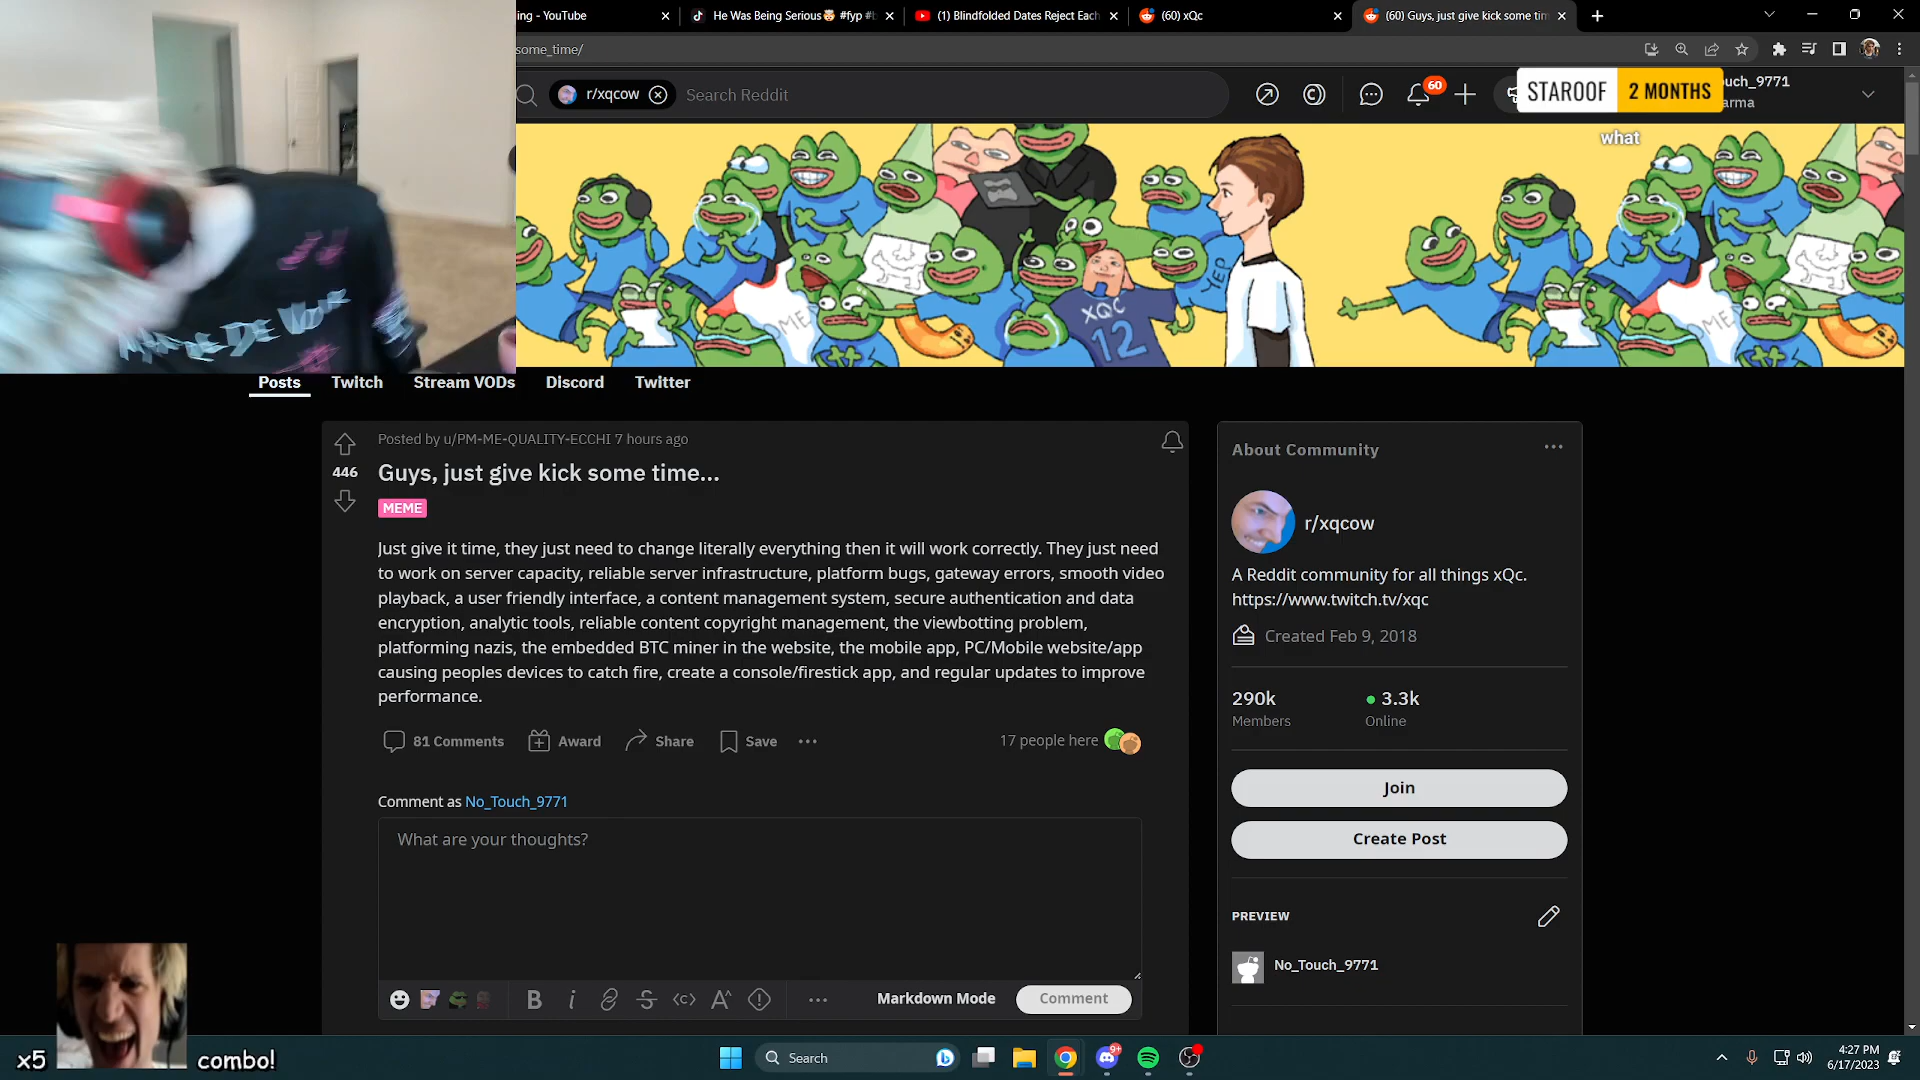 ing - YouTube
He Was Being Serious🤯 #fyp #b
(1) Blindfolded Dates Reject Each
(60) xQc
(60) Guys, just give kick some tim
some_time/
r/xqcow
Search Reddit
60
STAROOF
2 MONTHS
ouch_9771
arma
what
XQC
12
YEP
Posts
Twitch
Stream VODs
Discord
Twitter
Posted by u/PM-ME-QUALITY-ECCHI 7 hours ago
446
Guys, just give kick some time...
MEME
Just give it time, they just need to change literally everything then it will work correctly. They just need
to work on server capacity, reliable server infrastructure, platform bugs, gateway errors, smooth video
playback, a user friendly interface, a content management system, secure authentication and data
encryption, analytic tools, reliable content copyright management, the viewbotting problem,
platforming nazis, the embedded BTC miner in the website, the mobile app, PC/Mobile website/app
causing peoples devices to catch fire, create a console/firestick app, and regular updates to improve
performance.
81 Comments
Award
Share
Save
17 people here
Comment as No_Touch_9771
What are your thoughts?
Markdown Mode
Comment
About Community
r/xqcow
A Reddit community for all things xQc.
https://www.twitch.tv/xqc
Created Feb 9, 2018
290k
3.3k
Members
Online
Join
Create Post
PREVIEW
No_Touch_9771
x5
combo!
Search
9+
4:27 PM
6/17/2023